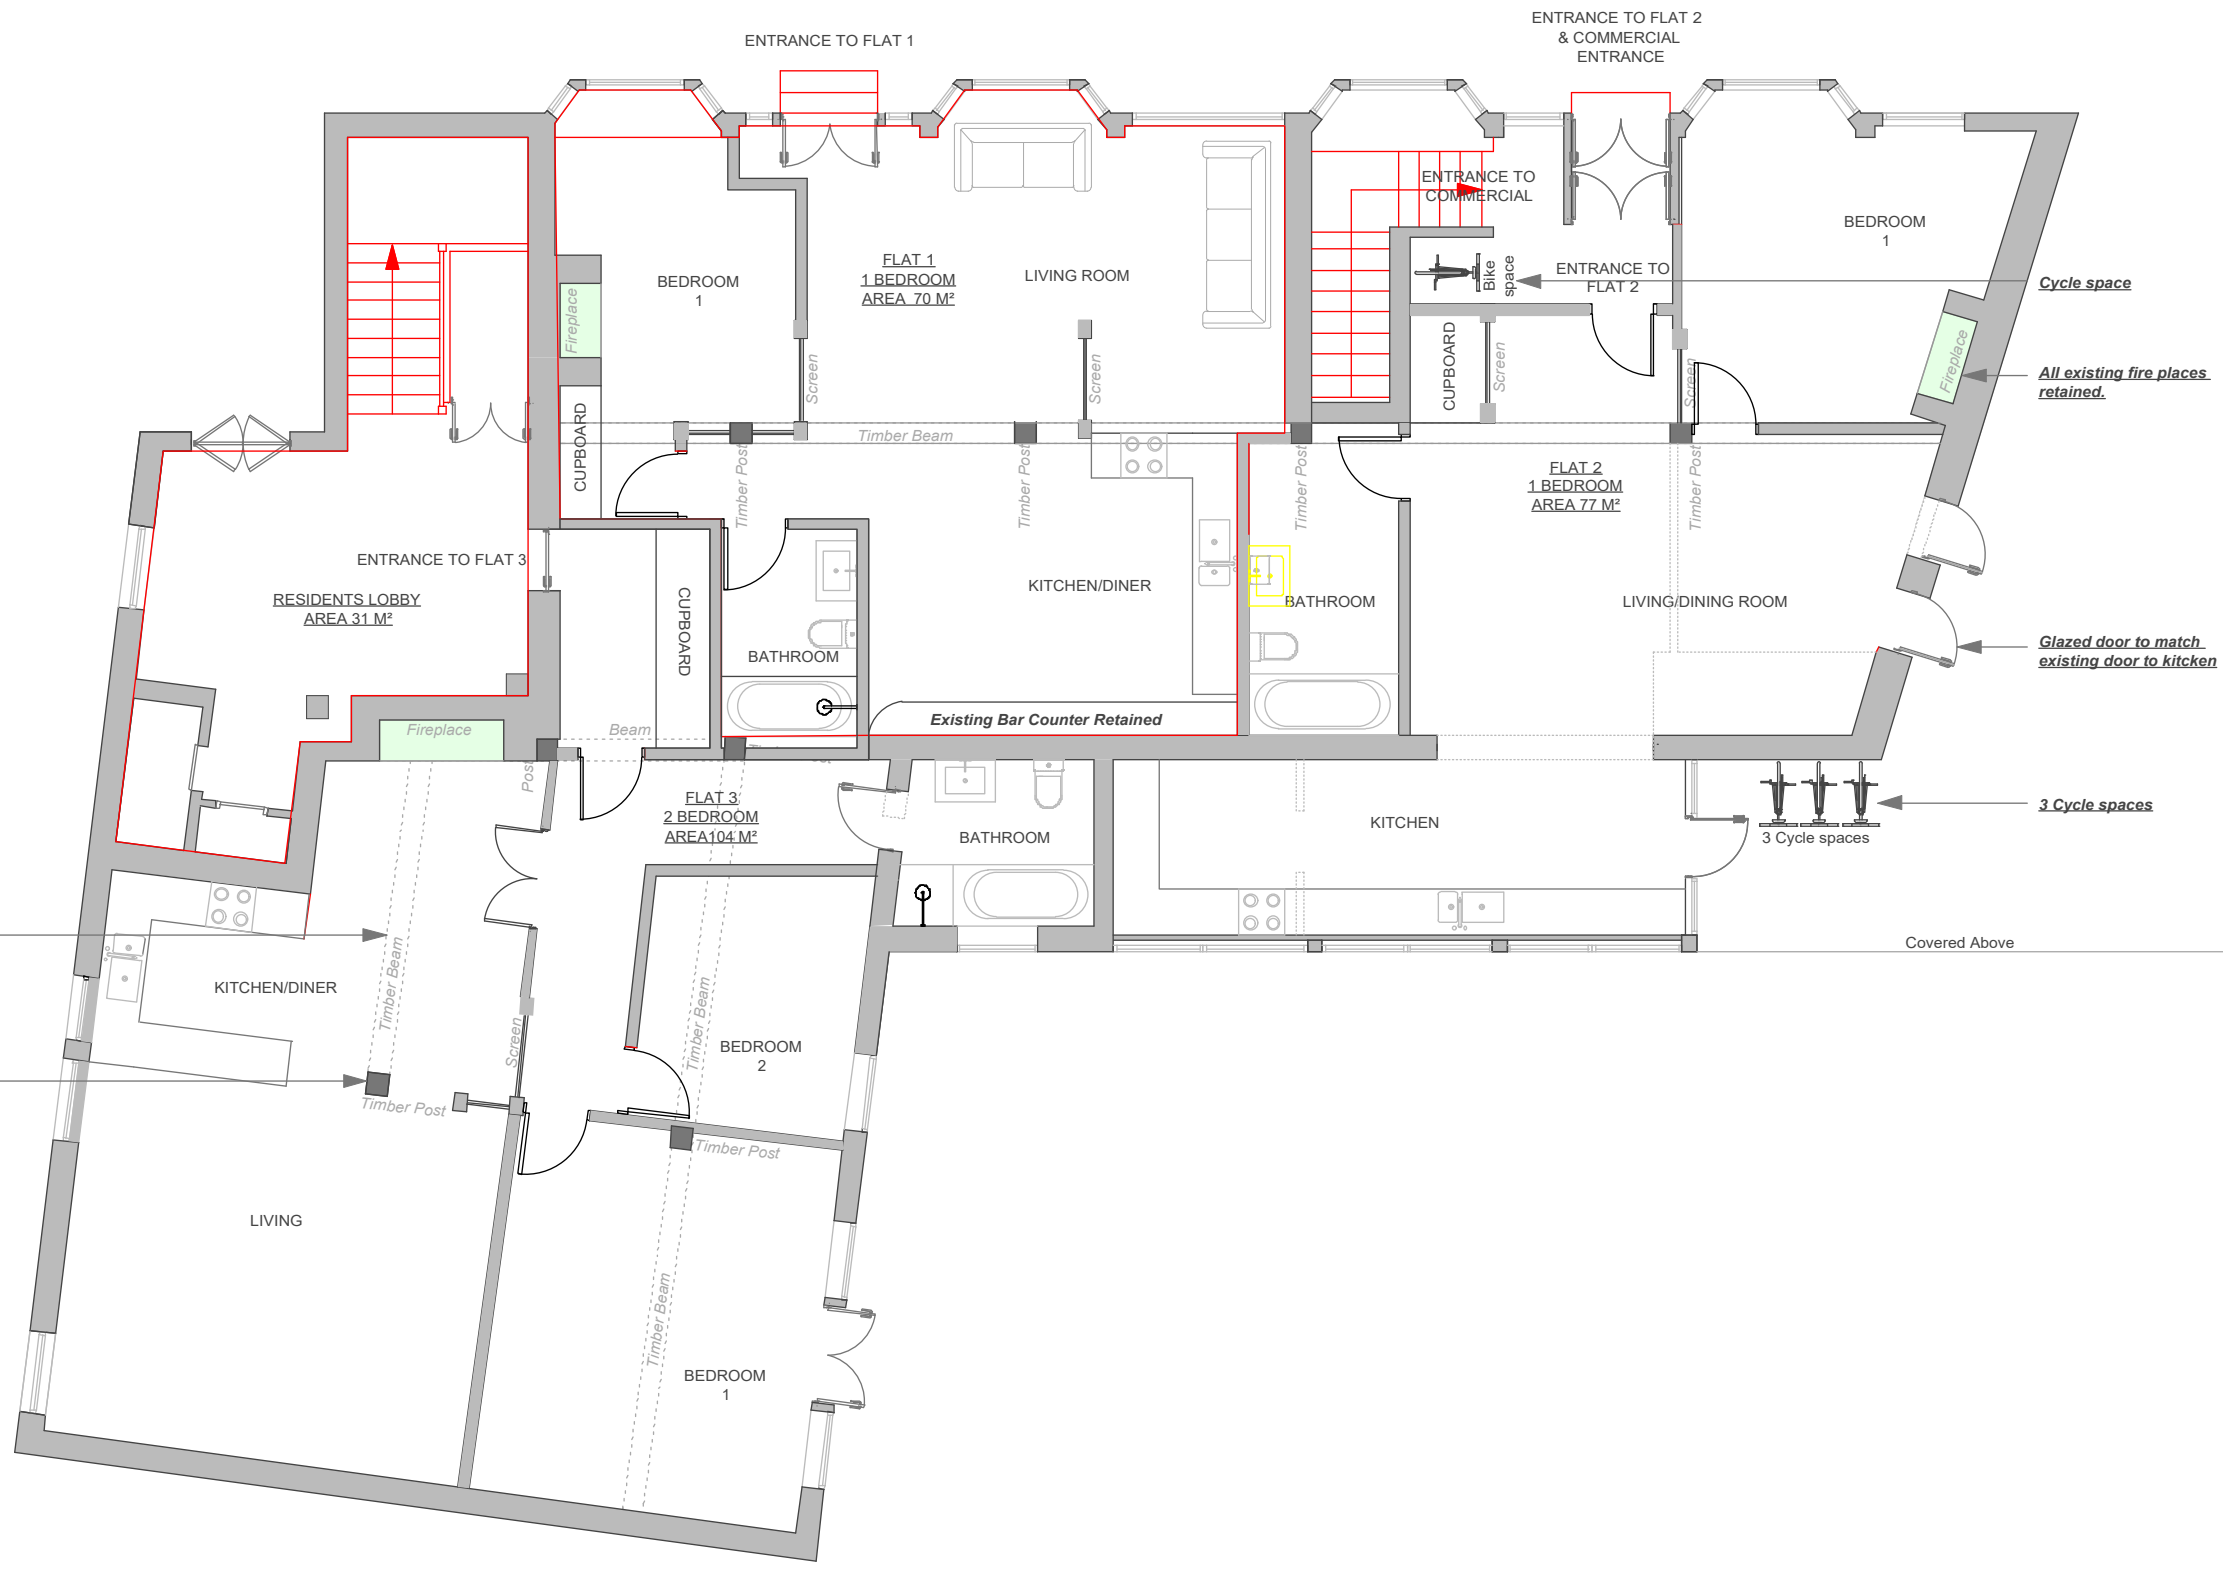 ENTRANCE TO FLAT 1
ENTRANCE TO FLAT 2
& COMMERCIAL
ENTRANCE
ENTRANCE TO
COMMERCIAL
BEDROOM
1
FLAT 1
1 BEDROOM
AREA  70 M²
LIVING ROOM
BEDROOM
1
Bike
space
ENTRANCE TO
FLAT 2
Cycle space
Fireplace
CUPBOARD
Screen
Screen
CUPBOARD
Screen
Screen
Fireplace
All existing fire places
retained.
CUPBOARD
Timber Beam
Timber Post
Timber Post
Timber Post
Timber Post
FLAT 2
1 BEDROOM
AREA 77 M²
ENTRANCE TO FLAT 3
RESIDENTS LOBBY
AREA 31 M²
KITCHEN/DINER
BATHROOM
LIVING/DINING ROOM
Glazed door to match
existing door to kitcken
BATHROOM
Existing Bar Counter Retained
Fireplace
Beam
Post
FLAT 3
2 BEDROOM
AREA104 M²
BATHROOM
KITCHEN
3 Cycle spaces
3 Cycle spaces
Covered Above
KITCHEN/DINER
Timber Beam
Timber Beam
Screen
BEDROOM
2
Timber Post
Timber Post
LIVING
Timber Beam
BEDROOM
1